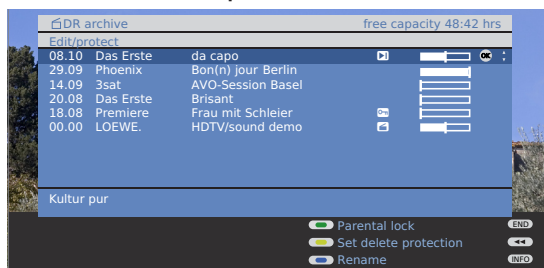 DR archive free capacity 48:42 hrs
Edit/protect
08.10 Das Erste da capo OK
29.09 Phoenix Bon(n) jour Berlin
14.09 3sat AVO-Session Basel
20.08 Das Erste Brisant
18.08 Premiere Frau mit Schleier
00.00 LOEWE. HDTV/sound demo
Kultur pur
Parental lock END
Set delete protection
Rename INFO